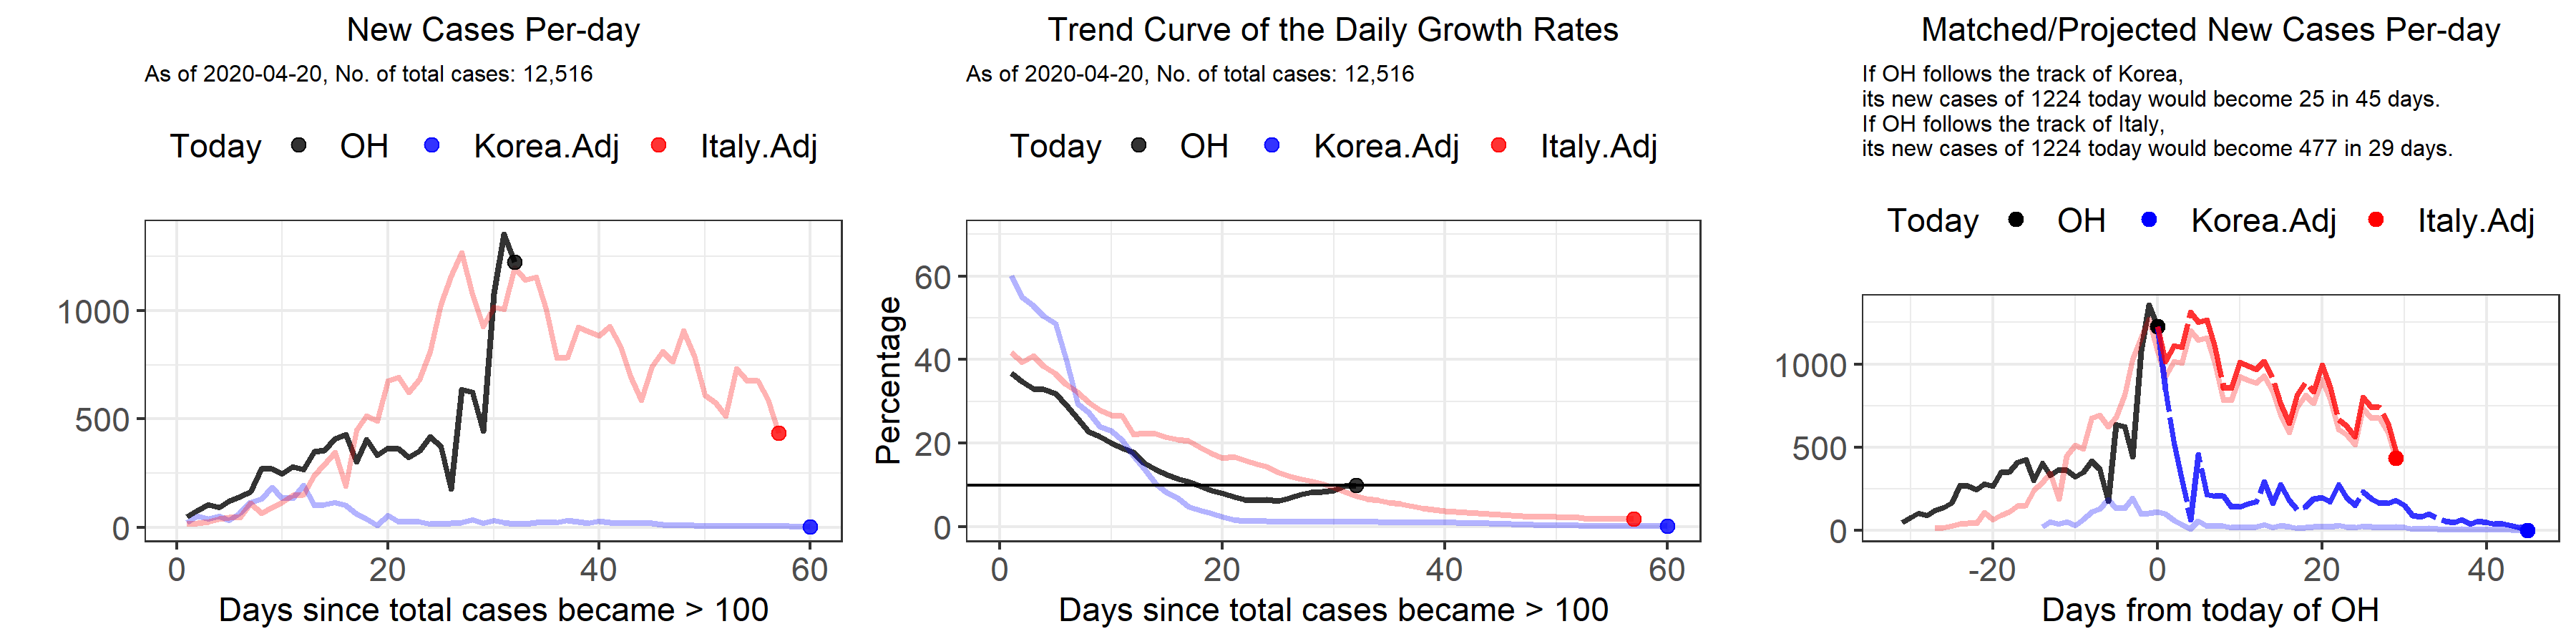 New Cases Per-day
As of 2020-04-20, No. of total cases: 12,516
Today OH Korea.Adj Italy.Adj
1000
500
0
0 20 40 60
Days since total cases became > 100
Trend Curve of the Daily Growth Rates
As of 2020-04-20, No. of total cases: 12,516
Today OH Korea.Adj Italy.Adj
Percentage
60
40
20
0
0 20 40 60
Days since total cases became > 100
Matched/Projected New Cases Per-day
If OH follows the track of Korea,
its new cases of 1224 today would become 25 in 45 days.
If OH follows the track of Italy,
its new cases of 1224 today would become 477 in 29 days.
Today OH Korea.Adj Italy.Adj
1000
500
0
-20 0 20 40
Days from today of OH